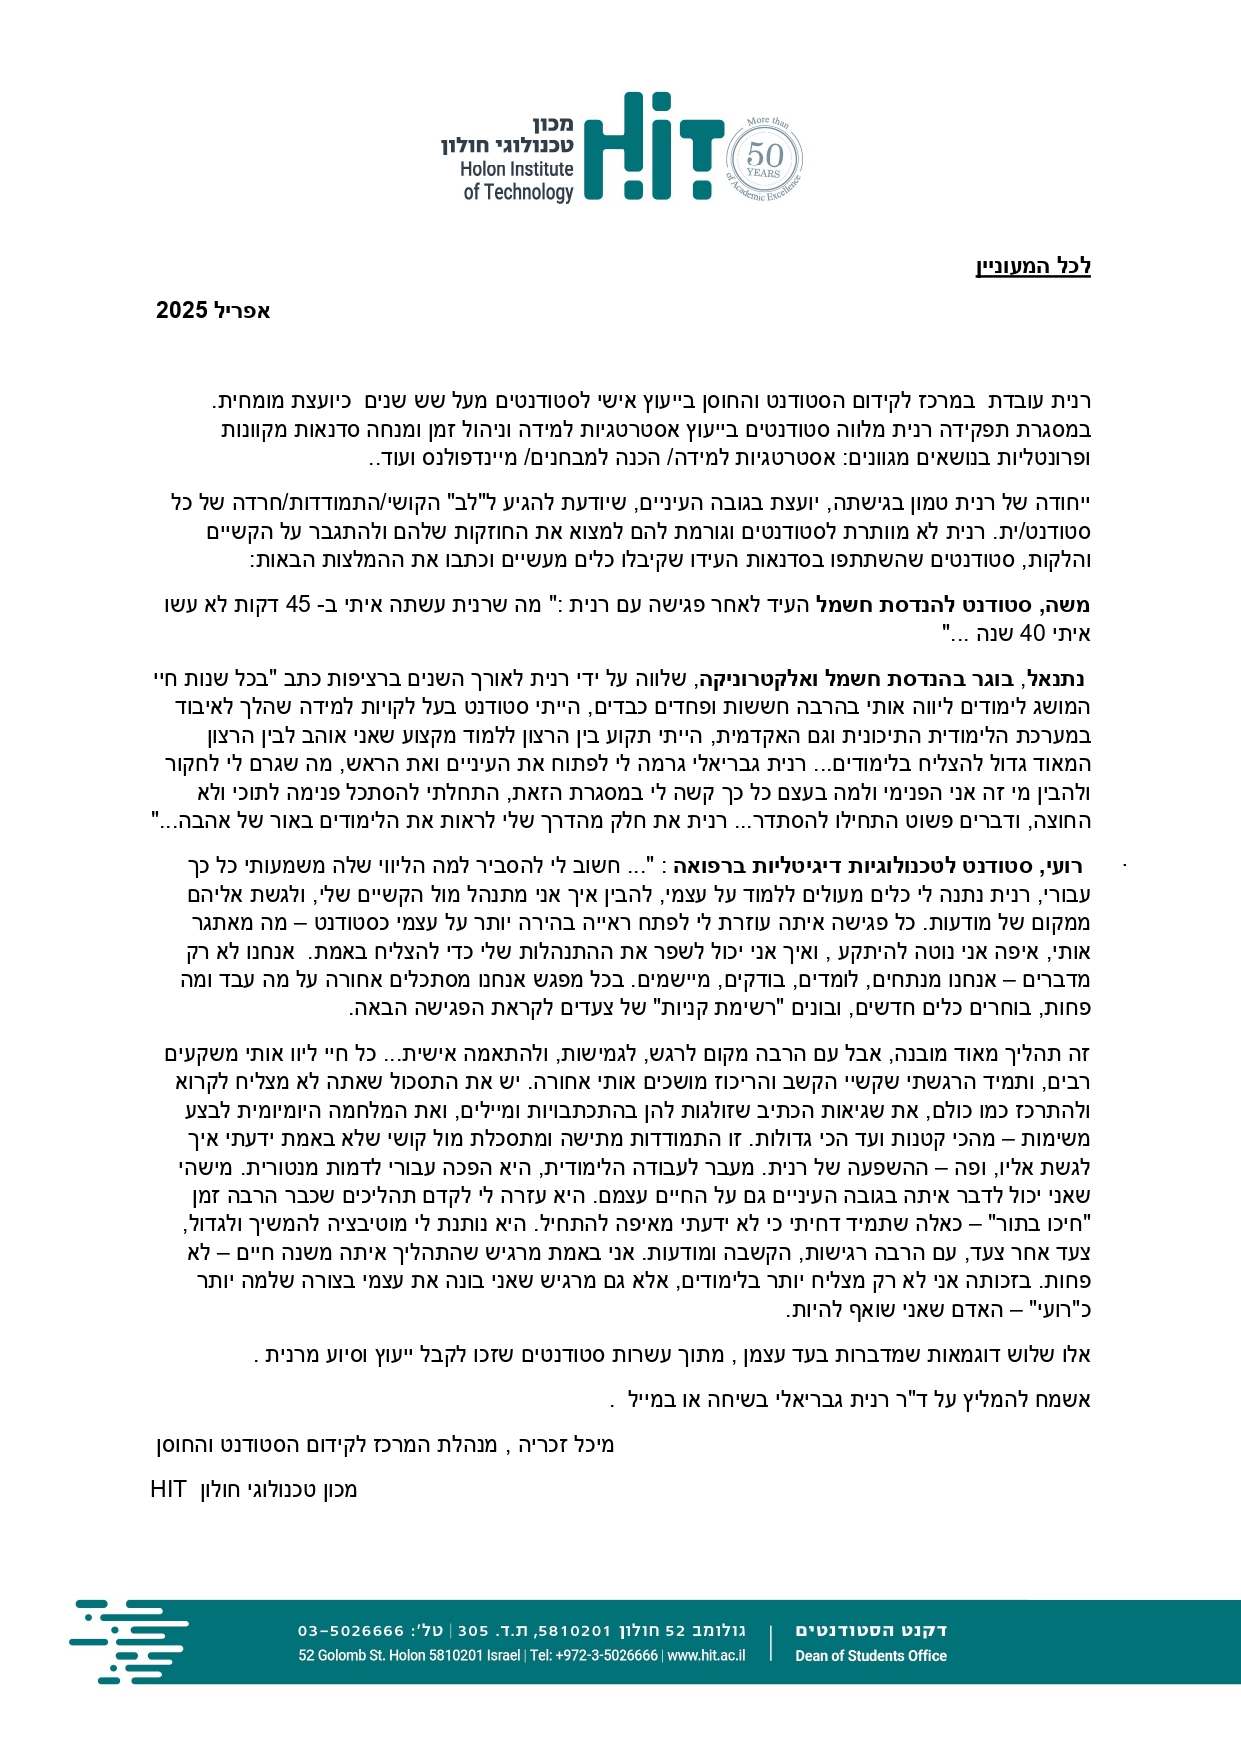 מכון
טכנולוגי חולון
Holon Institute
of Technology
HiT
More than
50
YEARS
of Academic Excellence
לכל המעוניין
אפריל 2025
רנית עובדת  במרכז לקידום הסטודנט והחוסן בייעוץ אישי לסטודנטים מעל שש שנים  כיועצת מומחית.
במסגרת תפקידה רנית מלווה סטודנטים בייעוץ אסטרטגיות למידה וניהול זמן ומנחה סדנאות מקוונות
ופרונטליות בנושאים מגוונים: אסטרטגיות למידה/ הכנה למבחנים/ מיינדפולנס ועוד..
ייחודה של רנית טמון בגישתה, יועצת בגובה העיניים, שיודעת להגיע ל"לב" הקושי/התמודדות/חרדה של כל
סטודנט/ית. רנית לא מוותרת לסטודנטים וגורמת להם למצוא את החוזקות שלהם ולהתגבר על הקשיים
והלקות, סטודנטים שהשתתפו בסדנאות העידו שקיבלו כלים מעשיים וכתבו את ההמלצות הבאות:
משה, סטודנט להנדסת חשמל העיד לאחר פגישה עם רנית :" מה שרנית עשתה איתי ב- 45 דקות לא עשו
איתי 40 שנה ..."
נתנאל, בוגר בהנדסת חשמל ואלקטרוניקה, שלווה על ידי רנית לאורך השנים ברציפות כתב "בכל שנות חיי
המושג לימודים ליווה אותי בהרבה חששות ופחדים כבדים, הייתי סטודנט בעל לקויות למידה שהלך לאיבוד
במערכת הלימודית התיכונית וגם האקדמית, הייתי תקוע בין הרצון ללמוד מקצוע שאני אוהב לבין הרצון
המאוד גדול להצליח בלימודים... רנית גבריאלי גרמה לי לפתוח את העיניים ואת הראש, מה שגרם לי לחקור
ולהבין מי זה אני הפנימי ולמה בעצם כל כך קשה לי במסגרת הזאת, התחלתי להסתכל פנימה לתוכי ולא
החוצה, ודברים פשוט התחילו להסתדר... רנית את חלק מהדרך שלי לראות את הלימודים באור של אהבה..."
רועי, סטודנט לטכנולוגיות דיגיטליות ברפואה : "... חשוב לי להסביר למה הליווי שלה משמעותי כל כך
עבורי, רנית נתנה לי כלים מעולים ללמוד על עצמי, להבין איך אני מתנהל מול הקשיים שלי, ולגשת אליהם
ממקום של מודעות. כל פגישה איתה עוזרת לי לפתח ראייה בהירה יותר על עצמי כסטודנט – מה מאתגר
אותי, איפה אני נוטה להיתקע , ואיך אני יכול לשפר את ההתנהלות שלי כדי להצליח באמת.  אנחנו לא רק
מדברים – אנחנו מנתחים, לומדים, בודקים, מיישמים. בכל מפגש אנחנו מסתכלים אחורה על מה עבד ומה
פחות, בוחרים כלים חדשים, ובונים "רשימת קניות" של צעדים לקראת הפגישה הבאה.
זה תהליך מאוד מובנה, אבל עם הרבה מקום לרגש, לגמישות, ולהתאמה אישית... כל חיי ליוו אותי משקעים
רבים, ותמיד הרגשתי שקשיי הקשב והריכוז מושכים אותי אחורה. יש את התסכול שאתה לא מצליח לקרוא
ולהתרכז כמו כולם, את שגיאות הכתיב שזולגות להן בהתכתבויות ומיילים, ואת המלחמה היומיומית לבצע
משימות – מהכי קטנות ועד הכי גדולות. זו התמודדות מתישה ומתסכלת מול קושי שלא באמת ידעתי איך
לגשת אליו, ופה – ההשפעה של רנית. מעבר לעבודה הלימודית, היא הפכה עבורי לדמות מנטורית. מישהי
שאני יכול לדבר איתה בגובה העיניים גם על החיים עצמם. היא עזרה לי לקדם תהליכים שכבר הרבה זמן
"חיכו בתור" – כאלה שתמיד דחיתי כי לא ידעתי מאיפה להתחיל. היא נותנת לי מוטיבציה להמשיך ולגדול,
צעד אחר צעד, עם הרבה רגישות, הקשבה ומודעות. אני באמת מרגיש שהתהליך איתה משנה חיים – לא
פחות. בזכותה אני לא רק מצליח יותר בלימודים, אלא גם מרגיש שאני בונה את עצמי בצורה שלמה יותר
כ"רועי" – האדם שאני שואף להיות.
אלו שלוש דוגמאות שמדברות בעד עצמן , מתוך עשרות סטודנטים שזכו לקבל ייעוץ וסיוע מרנית .
אשמח להמליץ על ד"ר רנית גבריאלי בשיחה או במייל  .
מיכל זכריה , מנהלת המרכז לקידום הסטודנט והחוסן
מכון טכנולוגי חולון  HIT
דקנט הסטודנטים
Dean of Students Office
גולומב 52 חולון 5810201, ת.ד. 305 | טל': 03-5026666
52 Golomb St. Holon 5810201 Israel | Tel: +972-3-5026666 | www.hit.ac.il